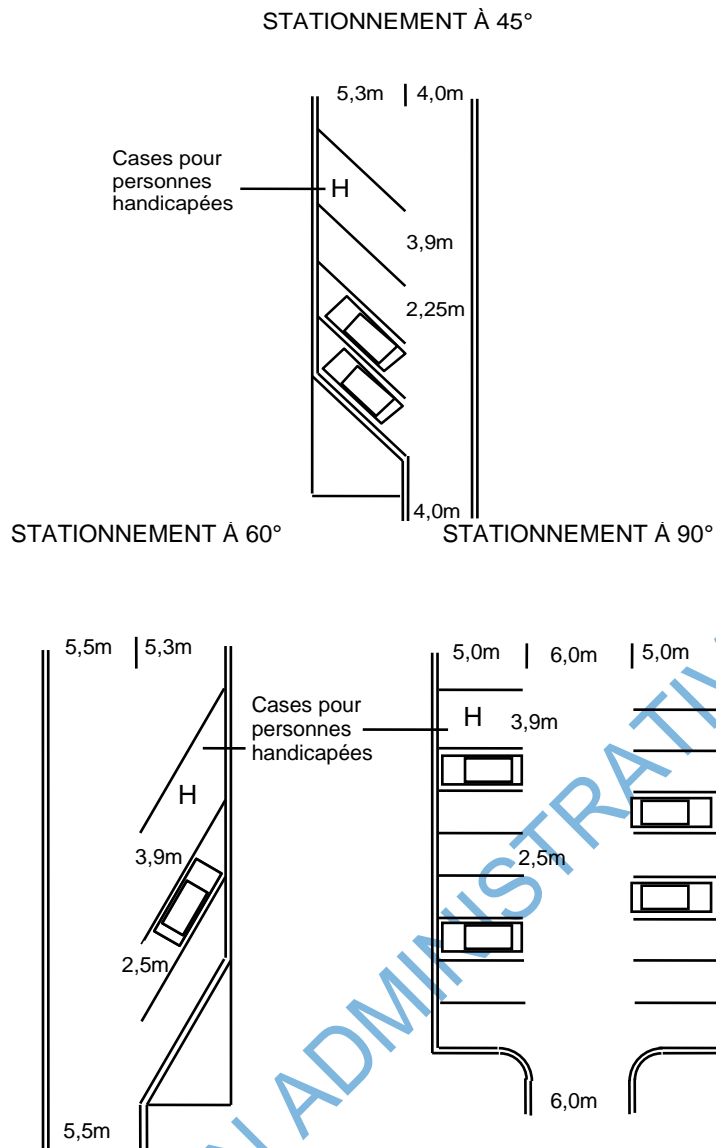 STATIONNEMENT À 45°
5,3m
4,0m
Cases pour
personnes
handicapées
H
3,9m
2,25m
4,0m
STATIONNEMENT À 60°
STATIONNEMENT À 90°
5,5m
5,3m
5,0m
6,0m
5,0m
Cases pour
personnes
handicapées
H
3,9m
H
3,9m
2,5m
2,5m
6,0m
5,5m
ADMINISTRATIV